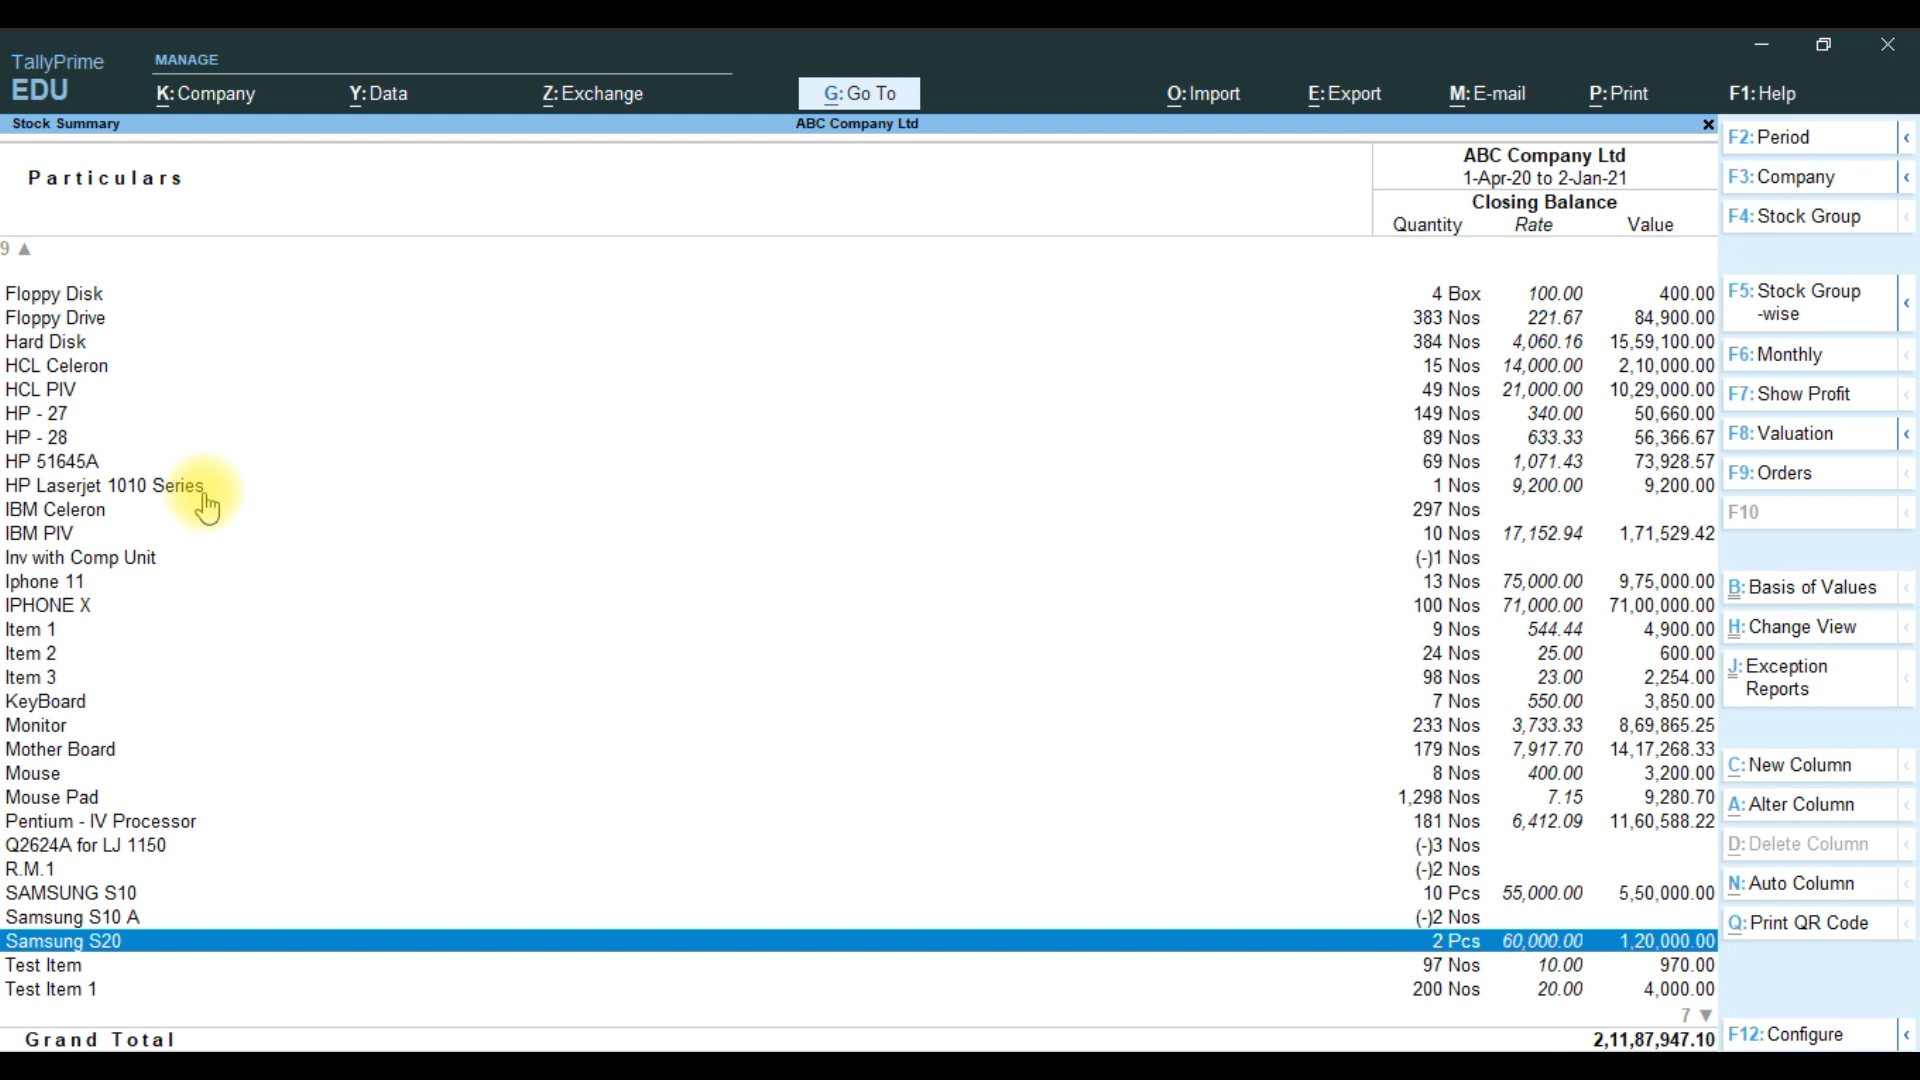 TallyPrime
EDU
MANAGE
K: Company Y: Data Z: Exchange G: Go To O: Import E: Export M: E-mail P: Print F1: Help
Stock Summary ABC Company Ltd
Particulars
ABC Company Ltd
1-Apr-20 to 2-Jan-21
Closing Balance
Quantity Rate Value
9
Floppy Disk 4 Box 100.00 400.00
Floppy Drive 383 Nos 221.67 84,900.00
Hard Disk 384 Nos 4,060.16 15,59,100.00
HCL Celeron 15 Nos 14,000.00 2,10,000.00
HCL PIV 49 Nos 21,000.00 10,29,000.00
HP - 27 149 Nos 340.00 50,660.00
HP - 28 89 Nos 633.33 56,366.67
HP 51645A 69 Nos 1,071.43 73,928.57
HP Laserjet 1010 Series 1 Nos 9,200.00 9,200.00
IBM Celeron 297 Nos
IBM PIV 10 Nos 17,152.94 1,71,529.42
Inv with Comp Unit (-)1 Nos
Iphone 11 13 Nos 75,000.00 9,75,000.00
IPHONE X 100 Nos 71,000.00 71,00,000.00
Item 1 9 Nos 544.44 4,900.00
Item 2 24 Nos 25.00 600.00
Item 3 98 Nos 23.00 2,254.00
KeyBoard 7 Nos 550.00 3,850.00
Monitor 233 Nos 3,733.33 8,69,865.25
Mother Board 179 Nos 7,917.70 14,17,268.33
Mouse 8 Nos 400.00 3,200.00
Mouse Pad 1,298 Nos 7.15 9,280.70
Pentium - IV Processor 181 Nos 6,412.09 11,60,588.22
Q2624A for LJ 1150 (-)3 Nos
R.M.1 (-)2 Nos
SAMSUNG S10 10 Pcs 55,000.00 5,50,000.00
Samsung S10 A (-)2 Nos
Samsung S20 2 Pcs 60,000.00 1,20,000.00
Test Item 97 Nos 10.00 970.00
Test Item 1 200 Nos 20.00 4,000.00
7
Grand Total 2,11,87,947.10
F2: Period
F3: Company
F4: Stock Group
F5: Stock Group
-wise
F6: Monthly
F7: Show Profit
F8: Valuation
F9: Orders
F10
B: Basis of Values
H: Change View
J: Exception
Reports
C: New Column
A: Alter Column
D: Delete Column
N: Auto Column
Q: Print QR Code
F12: Configure